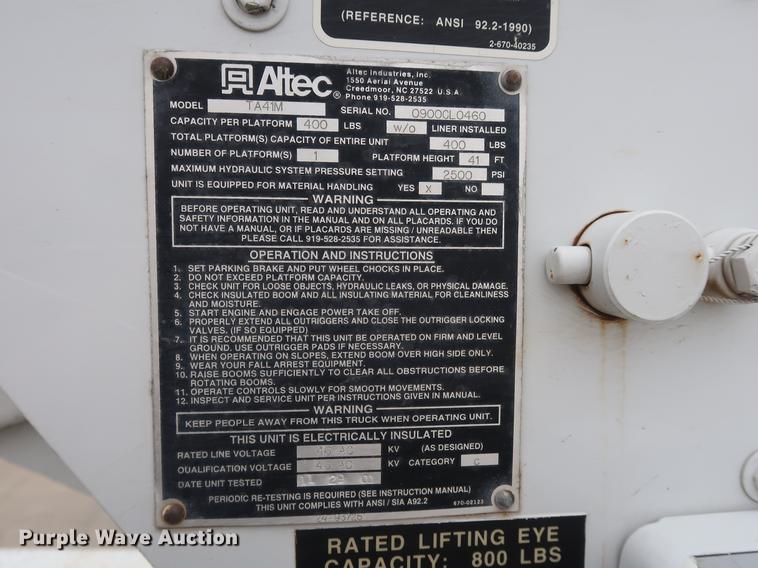 (REFERENCE: ANSI 92.2-1990)
2-670-40235
Altec®
Altec Industries, Inc.
1550 Aerial Avenue
Creedmoor, NC 27522 U.S.A.
Phone 919-528-2535
MODEL TA41M SERIAL NO. 0900CL0460
CAPACITY PER PLATFORM 400 LBS W/O LINER INSTALLED
TOTAL PLATFORM(S) CAPACITY OF ENTIRE UNIT 400 LBS
NUMBER OF PLATFORM(S) 1 PLATFORM HEIGHT 41 FT
MAXIMUM HYDRAULIC SYSTEM PRESSURE SETTING 2500 PSI
UNIT IS EQUIPPED FOR MATERIAL HANDLING YES X NO
WARNING
BEFORE OPERATING UNIT, READ AND UNDERSTAND ALL OPERATING AND
SAFETY INFORMATION IN THE MANUAL AND ON ALL PLACARDS. IF YOU DO
NOT HAVE A MANUAL, OR IF PLACARDS ARE MISSING / UNREADABLE THEN
PLEASE CALL 919-528-2535 FOR ASSISTANCE.
OPERATION AND INSTRUCTIONS
1. SET PARKING BRAKE AND PUT WHEEL CHOCKS IN PLACE.
2. DO NOT EXCEED PLATFORM CAPACITY.
3. CHECK UNIT FOR LOOSE OBJECTS, HYDRAULIC LEAKS, OR PHYSICAL DAMAGE.
4. CHECK INSULATED BOOM AND ALL INSULATING MATERIAL FOR CLEANLINESS
AND MOISTURE.
5. START ENGINE AND ENGAGE POWER TAKE OFF.
6. PROPERLY EXTEND ALL OUTRIGGERS AND CLOSE THE OUTRIGGER LOCKING
VALVES. (IF SO EQUIPPED)
7. IT IS RECOMMENDED THAT THIS UNIT BE OPERATED ON FIRM AND LEVEL
GROUND. USE OUTRIGGER PADS IF NECESSARY.
8. WHEN OPERATING ON SLOPES, EXTEND BOOM OVER HIGH SIDE ONLY.
9. WEAR YOUR FALL ARREST EQUIPMENT.
10. RAISE BOOMS SUFFICIENTLY TO CLEAR ALL OBSTRUCTIONS BEFORE
ROTATING BOOMS.
11. OPERATE CONTROLS SLOWLY FOR SMOOTH MOVEMENTS.
12. INSPECT AND SERVICE UNIT PER INSTRUCTIONS GIVEN IN MANUAL.
WARNING
KEEP PEOPLE AWAY FROM THIS TRUCK WHEN OPERATING UNIT.
THIS UNIT IS ELECTRICALLY INSULATED
RATED LINE VOLTAGE 46 AC KV (AS DESIGNED)
QUALIFICATION VOLTAGE 46 AC KV CATEGORY C
DATE UNIT TESTED 11 29 01
PERIODIC RE-TESTING IS REQUIRED (SEE INSTRUCTION MANUAL)
THIS UNIT COMPLIES WITH ANSI / SIA A92.2
670-02123
RATED LIFTING EYE
CAPACITY: 800 LBS
Purple Wave Auction